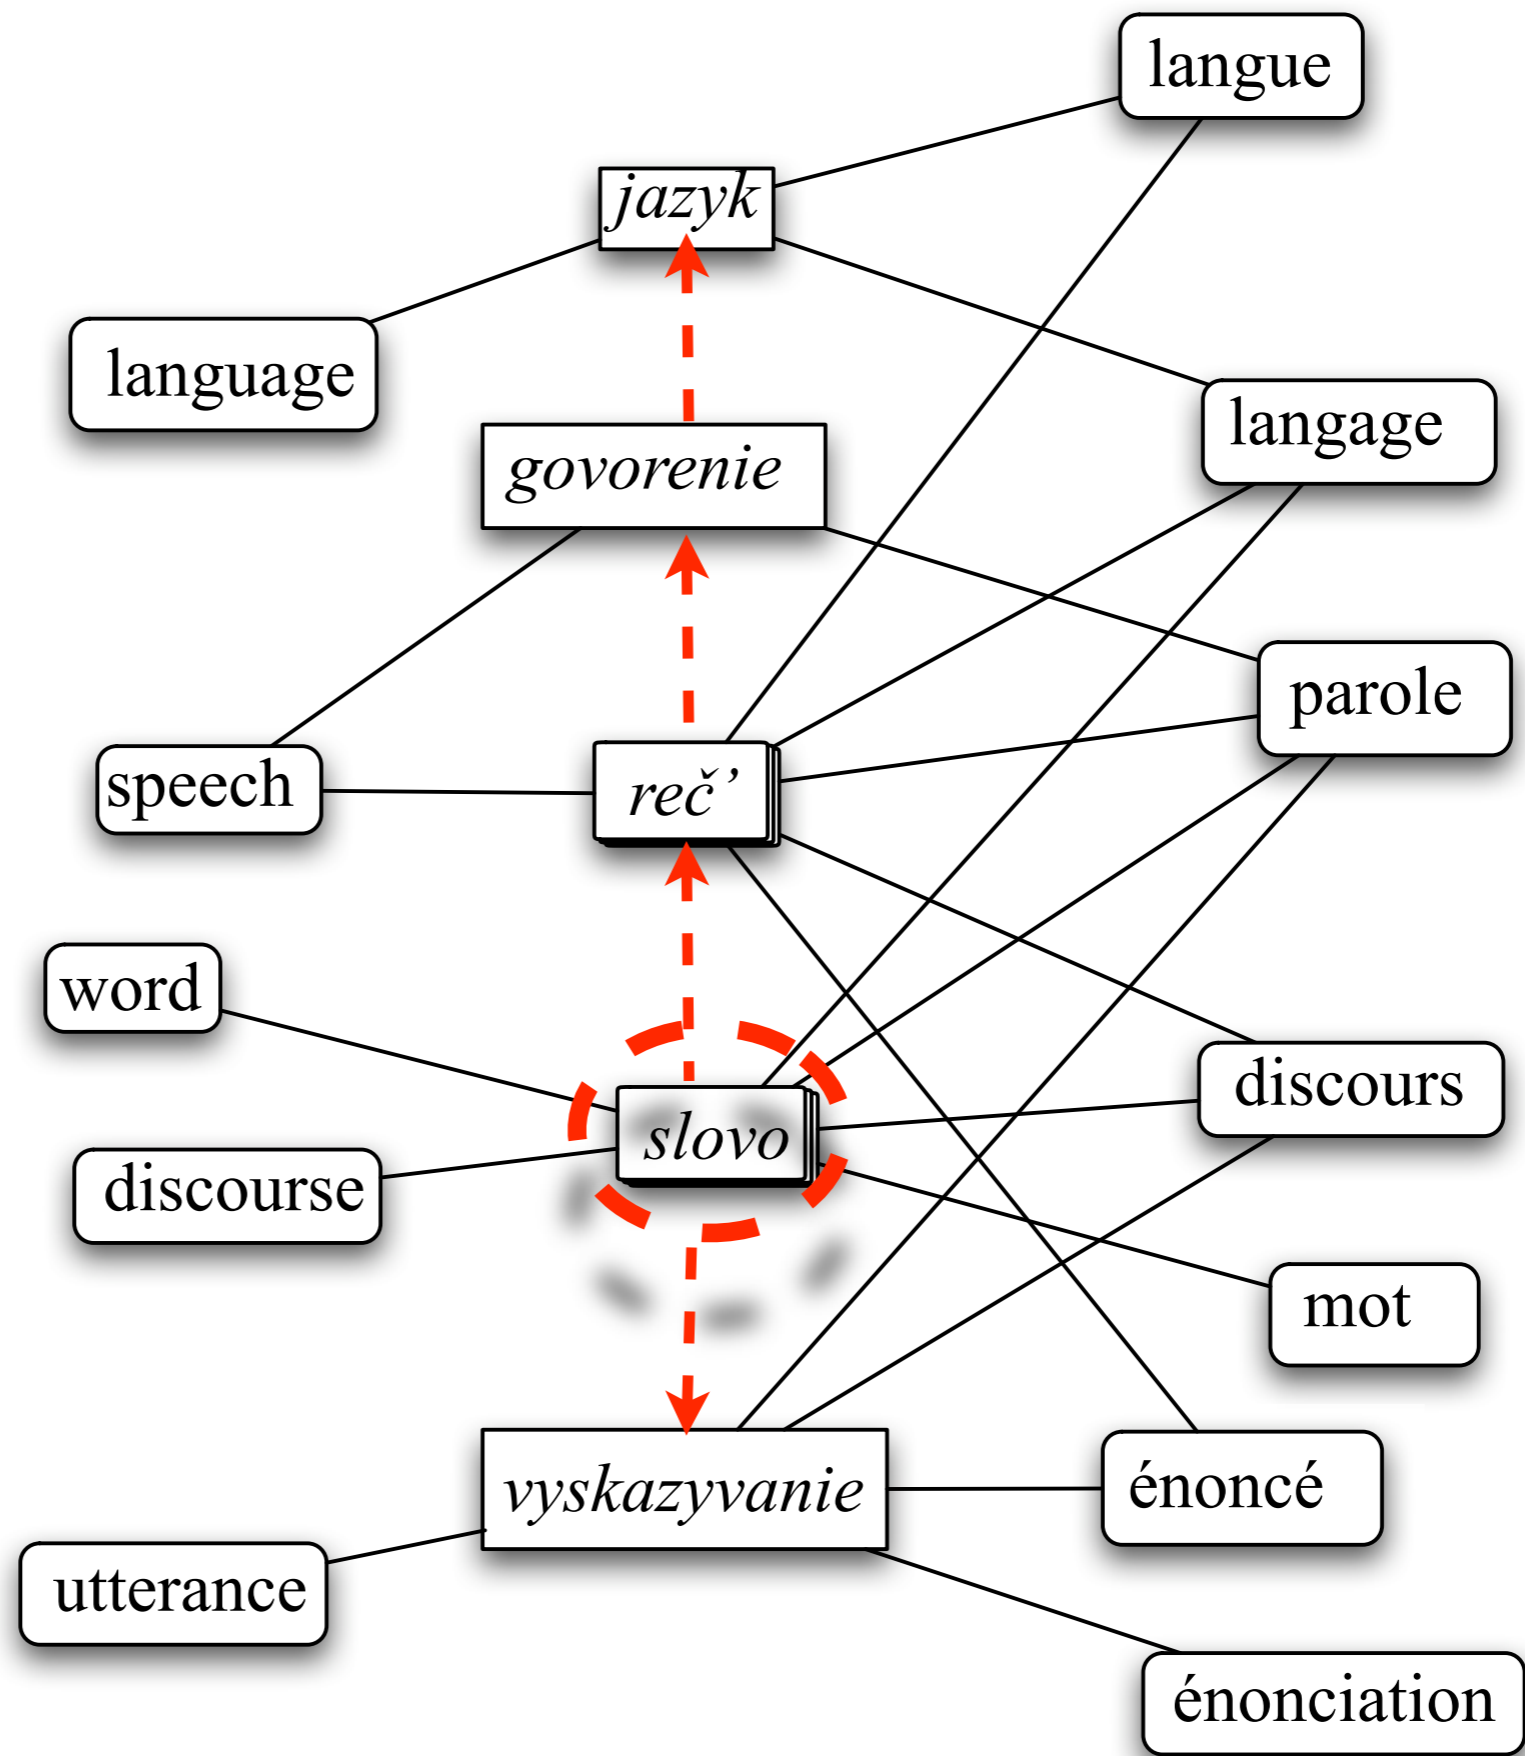 langue
jazyk
language
langage
govorenie
parole
speech
reč’
word
discours
slovo
discourse
mot
vyskazyvanie
énoncé
utterance
énonciation